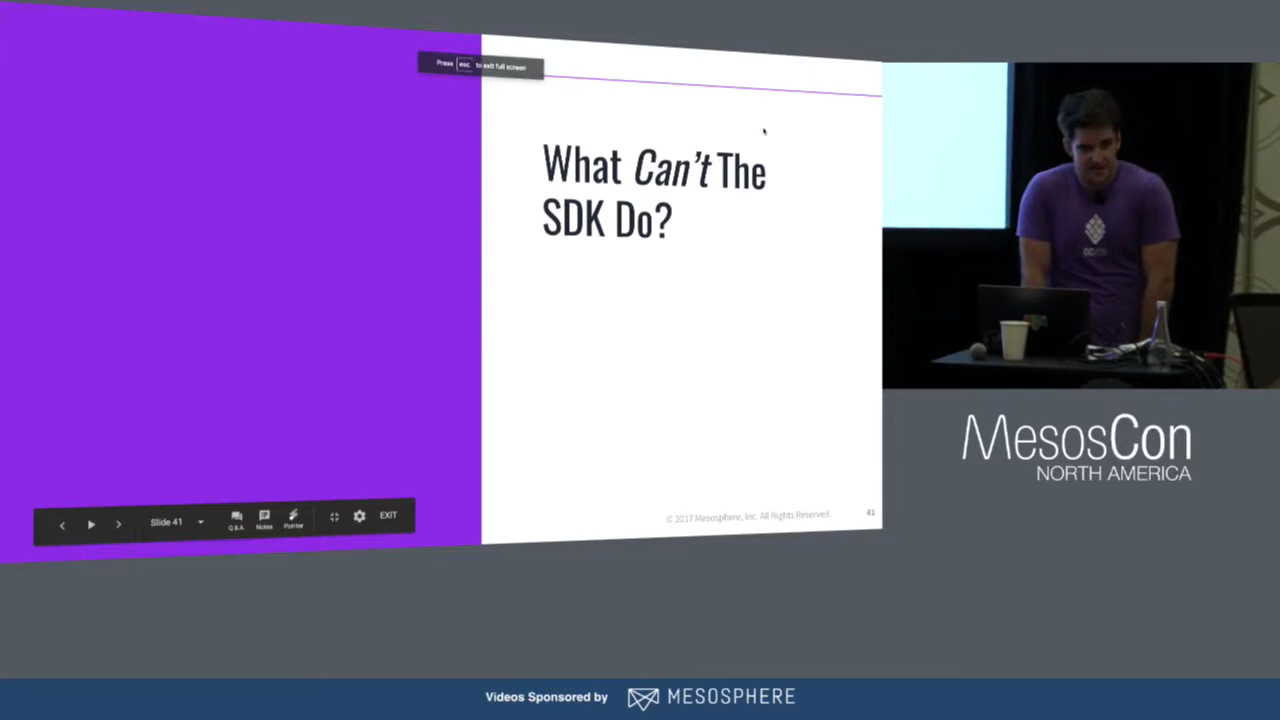 Press esc to exit full screen
What Can't The
SDK Do?
Slide 41
Q & A
Notes
Pointer
EXIT
© 2017 Mesosphere, Inc. All Rights Reserved.
41
MesosCon
NORTH AMERICA
Videos Sponsored by
MESOSPHERE